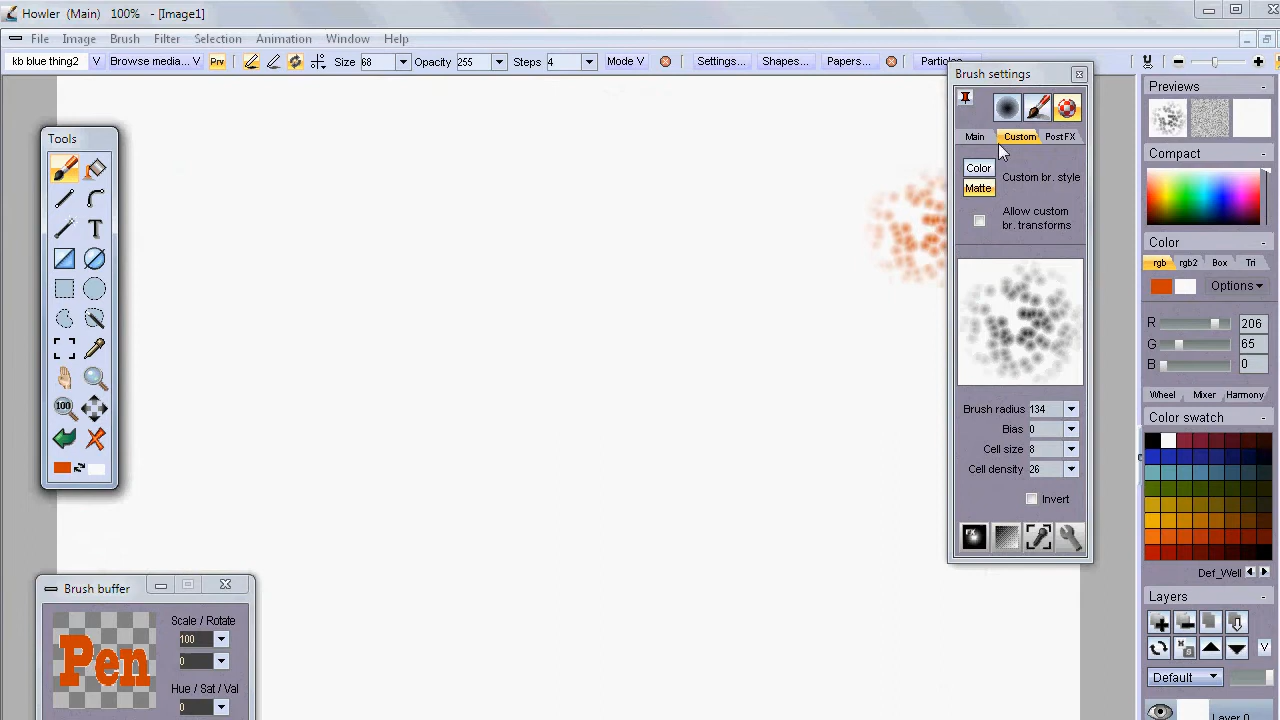 Howler (Main) 100% - [Image1]
File Image Brush Filter Selection Animation Window Help
kb blue thing2 V Browse media... V Prv Size 68 Opacity 255 Steps 4 Mode V Settings... Shapes... Papers...
Tools
T
100
Brush buffer
Pen
Scale / Rotate
100
0
Hue / Sat / Val
0
Brush settings
Main Custom PostFX
Color
Matte
Custom br. style
Allow custom
br. transforms
Brush radius 134
Bias 0
Cell size 8
Cell density 26
Invert
Previews
Compact
Color
rgb rgb2 Box Tri
Options
R 206
G 65
B 0
Wheel Mixer Harmony
Color swatch
Def_Well
Layers
V
Default
Layer 0